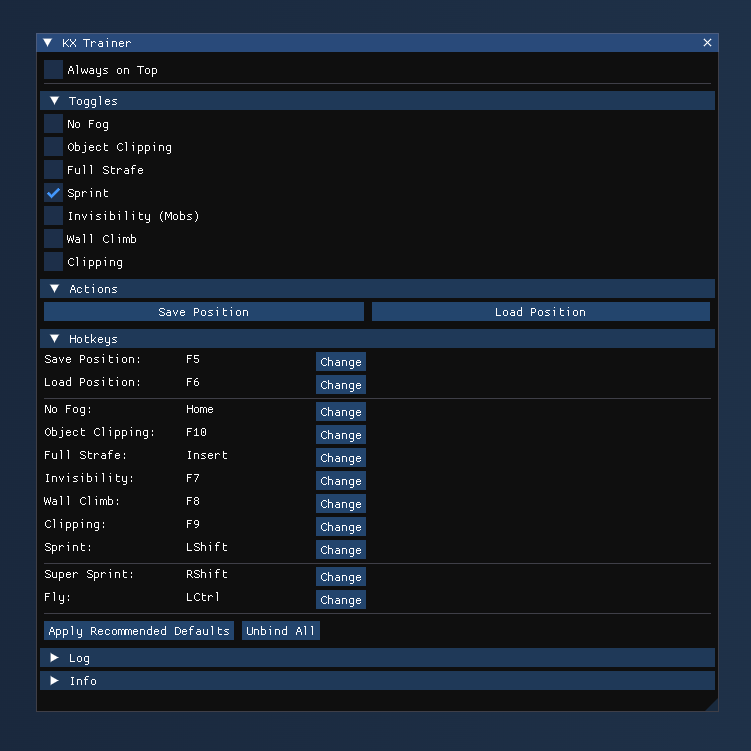 KX Trainer
Always on Top
Toggles
No Fog
Object Clipping
Full Strafe
Sprint
Invisibility (Mobs)
Wall Climb
Clipping
Actions
Save Position Load Position
Hotkeys
Save Position: F5 Change
Load Position: F6 Change
No Fog: Home Change
Object Clipping: F10 Change
Full Strafe: Insert Change
Invisibility: F7 Change
Wall Climb: F8 Change
Clipping: F9 Change
Sprint: LShift Change
Super Sprint: RShift Change
Fly: LCtrl Change
Apply Recommended Defaults Unbind All
Log
Info